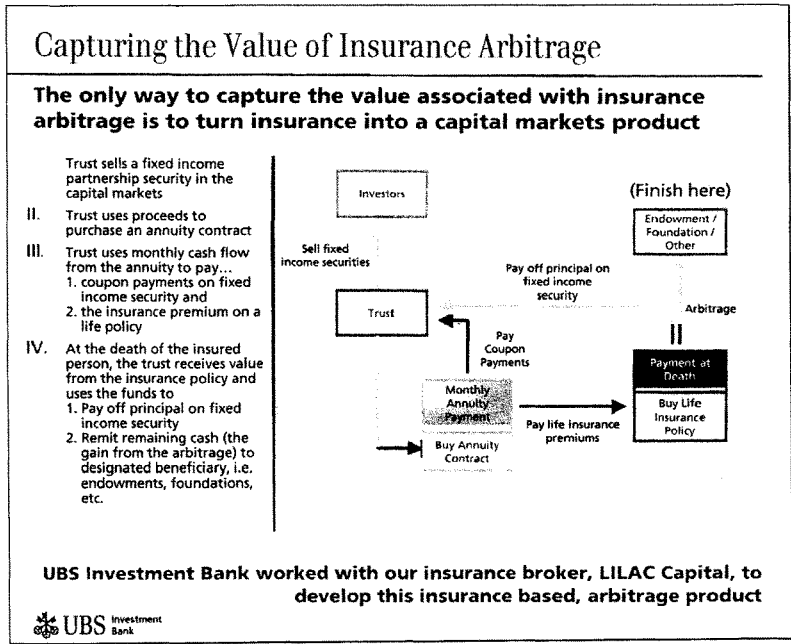 Capturing the Value of Insurance Arbitrage
The only way to capture the value associated with insurance
arbitrage is to turn insurance into a capital markets product
Trust sells a fixed income
partnership security in the
capital markets
II. Trust uses proceeds to
purchase an annuity contract
III. Trust uses monthly cash flow
from the annuity to pay...
1. coupon payments on fixed
income security and
2. the insurance premium on a
life policy
IV. At the death of the insured
person, the trust receives value
from the insurance policy and
uses the funds to
1. Pay off principal on fixed
income security
2. Remit remaining cash (the
gain from the arbitrage) to
designated beneficiary, i.e.
endowments, foundations,
etc.
Investors
Sell fixed
income securities
Trust
Pay
Coupon
Payments
Monthly
Annuity
Payment
Buy Annuity
Contract
Pay life insurance
premiums
Pay off principal on
fixed income
security
(Finish here)
Endowment /
Foundation /
Other
Arbitrage
Payment at
Death
Buy Life
Insurance
Policy
UBS Investment Bank worked with our insurance broker, LILAC Capital, to
develop this insurance based, arbitrage product
UBS Investment
Bank